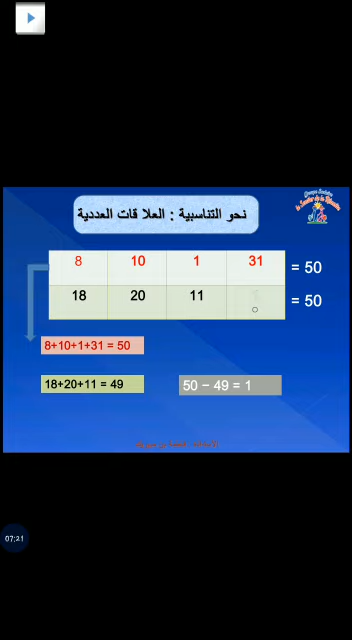 نحو التناسبية : العلا قات العددية
8 10 1 31 = 50
18 20 11 = 50
8+10+1+31 = 50
18+20+11 = 49
50 − 49 = 1
07:21